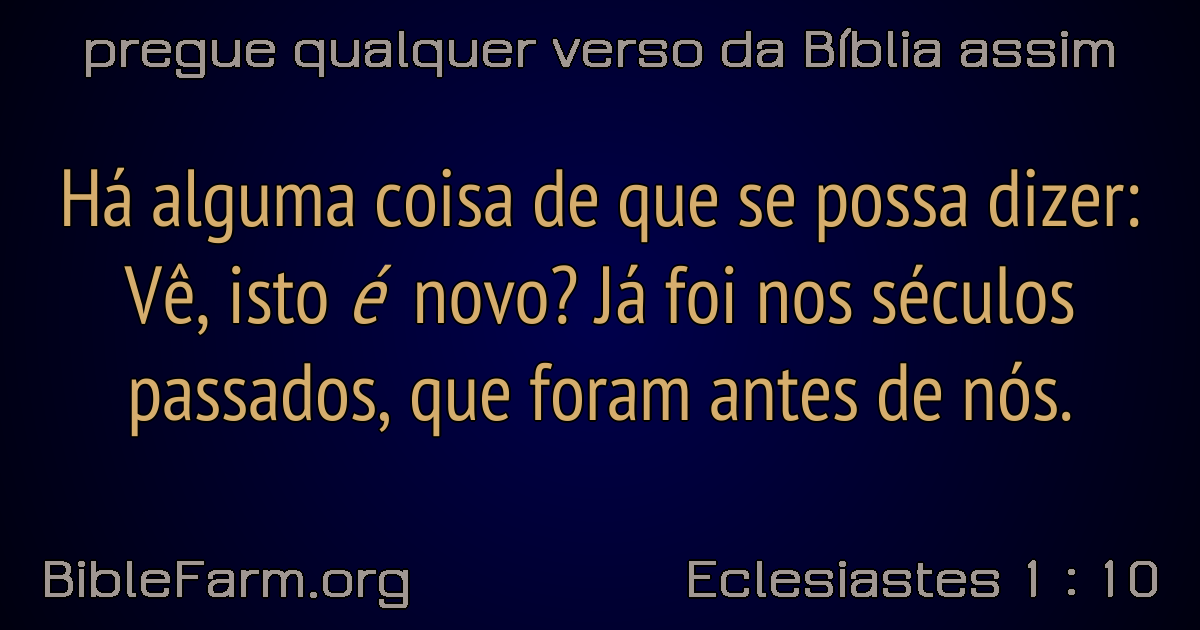 pregue qualquer verso da Bíblia assim
Há alguma coisa de que se possa dizer:
Vê, isto é novo? Já foi nos séculos
passados, que foram antes de nós.
BibleFarm.org
Eclesiastes 1 : 10